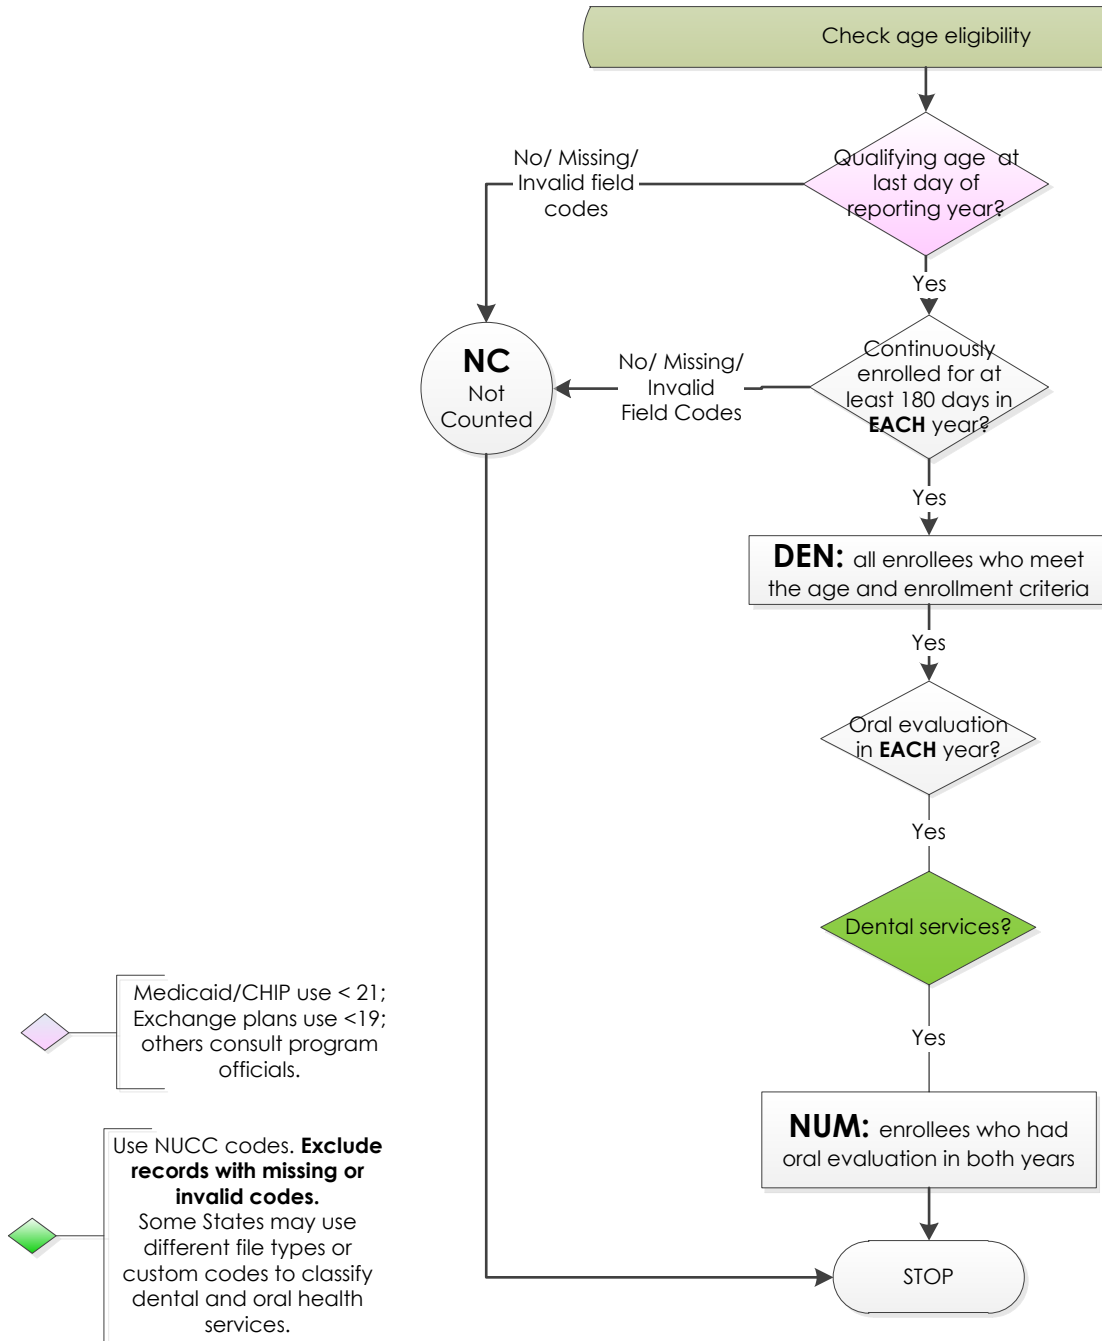 Check age eligibility
Qualifying age at
last day of
reporting year?
No/ Missing/
Invalid field
codes
Yes
Continuously
enrolled for at
least 180 days in
EACH year?
No/ Missing/
Invalid
Field Codes
NC
Not
Counted
Yes
DEN: all enrollees who meet
the age and enrollment criteria
Yes
Oral evaluation
in EACH year?
Yes
Dental services?
Yes
NUM: enrollees who had
oral evaluation in both years
STOP
Medicaid/CHIP use < 21;
Exchange plans use <19;
others consult program
officials.
Use NUCC codes. Exclude
records with missing or
invalid codes.
Some States may use
different file types or
custom codes to classify
dental and oral health
services.